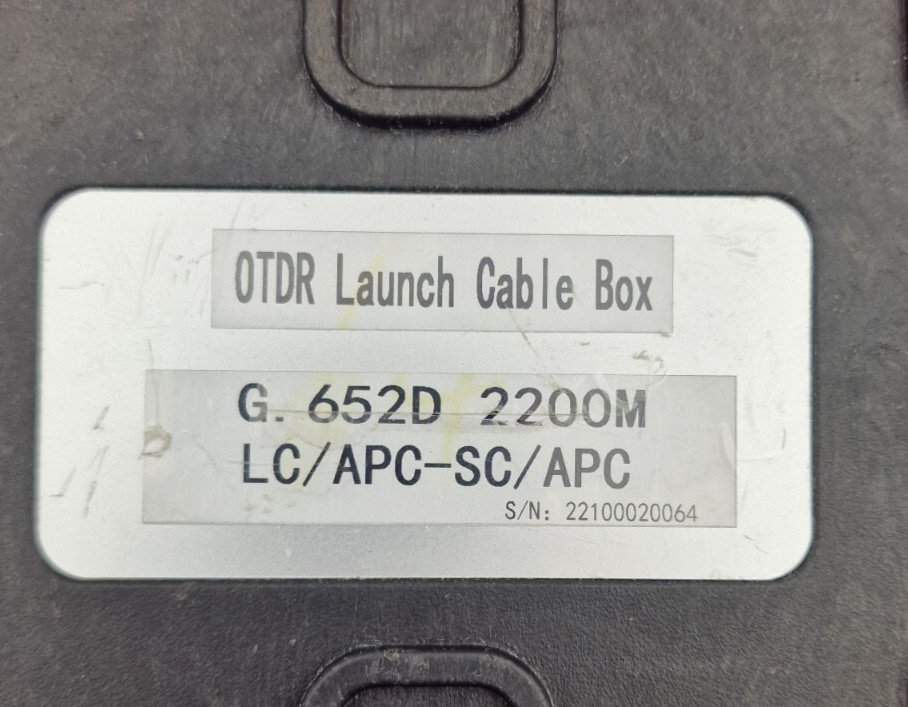 OTDR Launch Cable Box
G. 652D 2200M
LC/APC-SC/APC
S/N: 22100020064